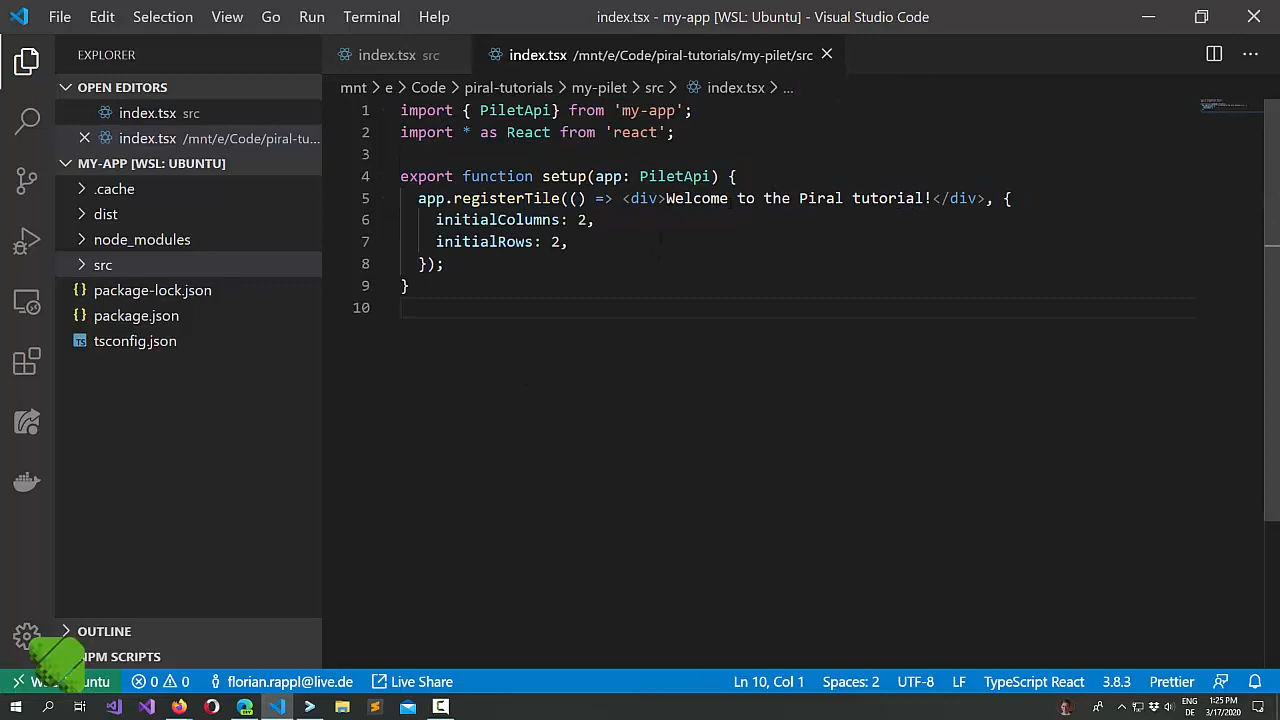 File Edit Selection View Go Run Terminal Help index.tsx - my-app [WSL: Ubuntu] - Visual Studio Code
EXPLORER
OPEN EDITORS
index.tsx src
index.tsx /mnt/e/Code/piral-tu...
MY-APP [WSL: UBUNTU]
.cache
dist
node_modules
src
package-lock.json
package.json
tsconfig.json
OUTLINE
NPM SCRIPTS
index.tsx src
index.tsx /mnt/e/Code/piral-tutorials/my-pilet/src
mnt > e > Code > piral-tutorials > my-pilet > src > index.tsx > ...
1 import { PiletApi} from 'my-app';
2 import * as React from 'react';
3
4 export function setup(app: PiletApi) {
5 app.registerTile(() => <div>Welcome to the Piral tutorial!</div>, {
6 initialColumns: 2,
7 initialRows: 2,
8 });
9 }
10
0 0 florian.rappl@live.de Live Share Ln 10, Col 1 Spaces: 2 UTF-8 LF TypeScript React 3.8.3 Prettier
ENG
DE
1:25 PM
3/17/2020